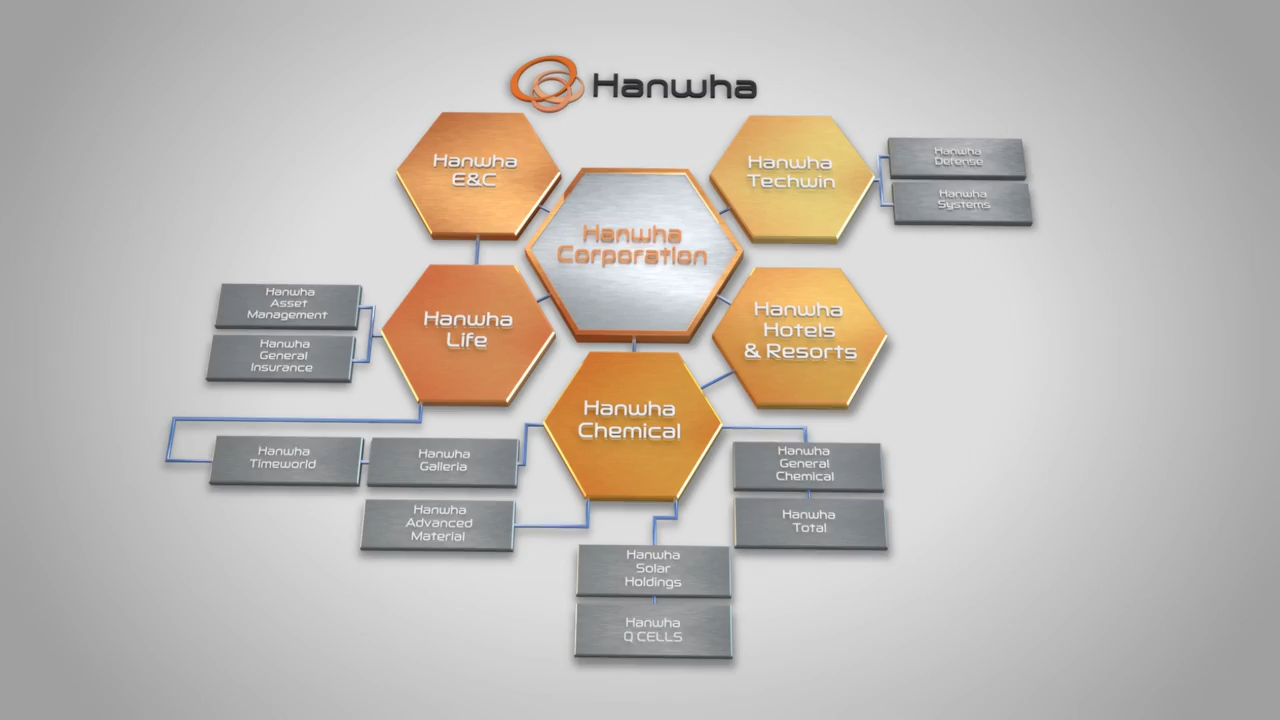 Hanwha
Hanwha
E&C
Hanwha
Techwin
Hanwha
Defense
Hanwha
Systems
Hanwha
Corporation
Hanwha
Asset
Management
Hanwha
General
Insurance
Hanwha
Life
Hanwha
Hotels
& Resorts
Hanwha
Chemical
Hanwha
Timeworld
Hanwha
Galleria
Hanwha
General
Chemical
Hanwha
Advanced
Material
Hanwha
Total
Hanwha
Solar
Holdings
Hanwha
Q CELLS